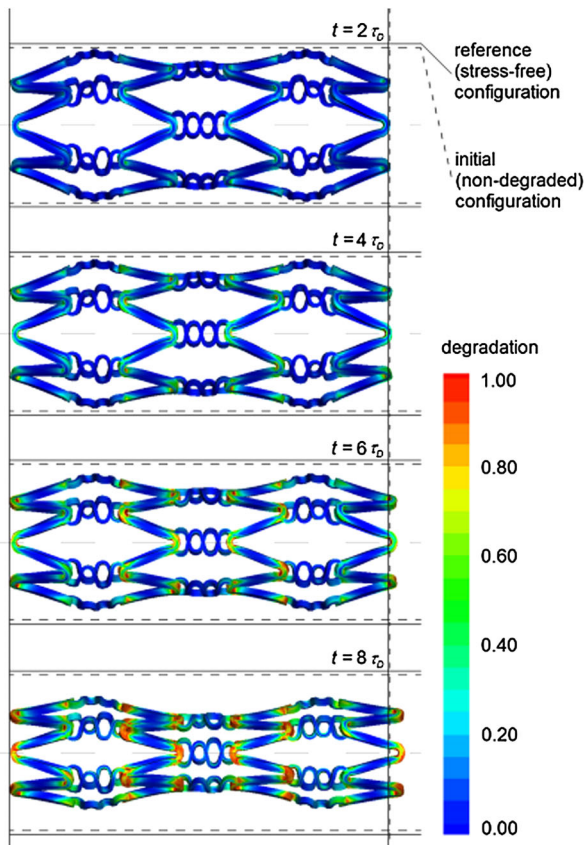 t = 2 τD
reference
(stress-free)
configuration
initial
(non-degraded)
configuration
t = 4 τD
degradation
1.00
t = 6 τD
0.80
0.60
0.40
t = 8 τD
0.20
0.00